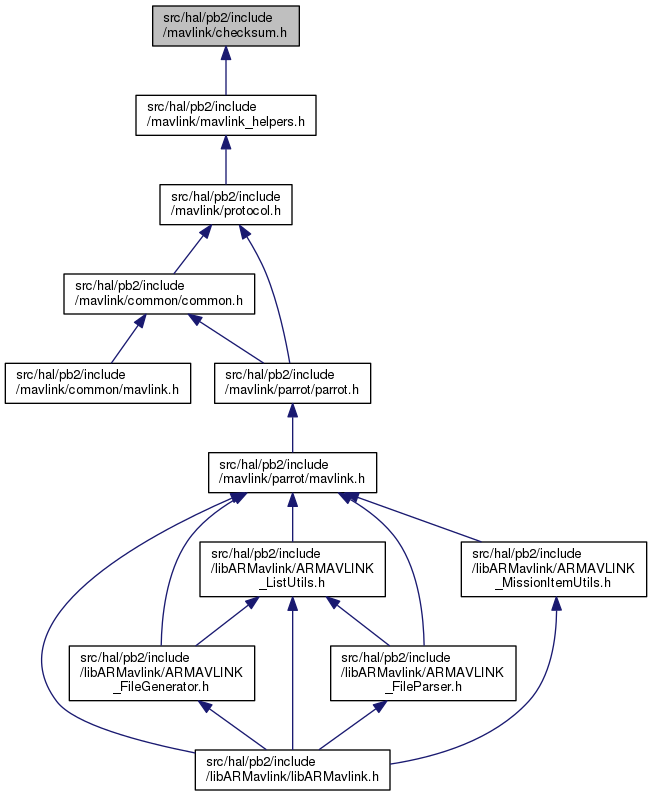 src/hal/pb2/include
/mavlink/checksum.h
src/hal/pb2/include
/mavlink/mavlink_helpers.h
src/hal/pb2/include
/mavlink/protocol.h
src/hal/pb2/include
/mavlink/common/common.h
src/hal/pb2/include
/mavlink/common/mavlink.h
src/hal/pb2/include
/mavlink/parrot/parrot.h
src/hal/pb2/include
/mavlink/parrot/mavlink.h
src/hal/pb2/include
/libARMavlink/ARMAVLINK
_ListUtils.h
src/hal/pb2/include
/libARMavlink/ARMAVLINK
_MissionItemUtils.h
src/hal/pb2/include
/libARMavlink/ARMAVLINK
_FileGenerator.h
src/hal/pb2/include
/libARMavlink/ARMAVLINK
_FileParser.h
src/hal/pb2/include
/libARMavlink/libARMavlink.h